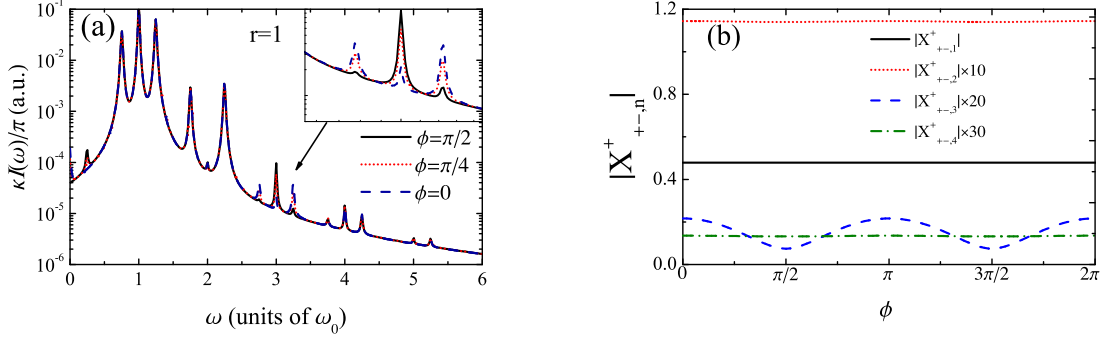 (a)
r=1
κI(ω)/π (a.u.)
10⁻¹
10⁻²
10⁻³
10⁻⁴
10⁻⁵
10⁻⁶
ϕ=π/2
ϕ=π/4
ϕ=0
0 1 2 3 4 5 6
ω (units of ω₀)
(b)
|X⁺₊₋,ₙ|
1.2
0.8
0.4
0.0
|X⁺₊₋,₁|
|X⁺₊₋,₂|×10
|X⁺₊₋,₃|×20
|X⁺₊₋,₄|×30
0 π/2 π 3π/2 2π
ϕ